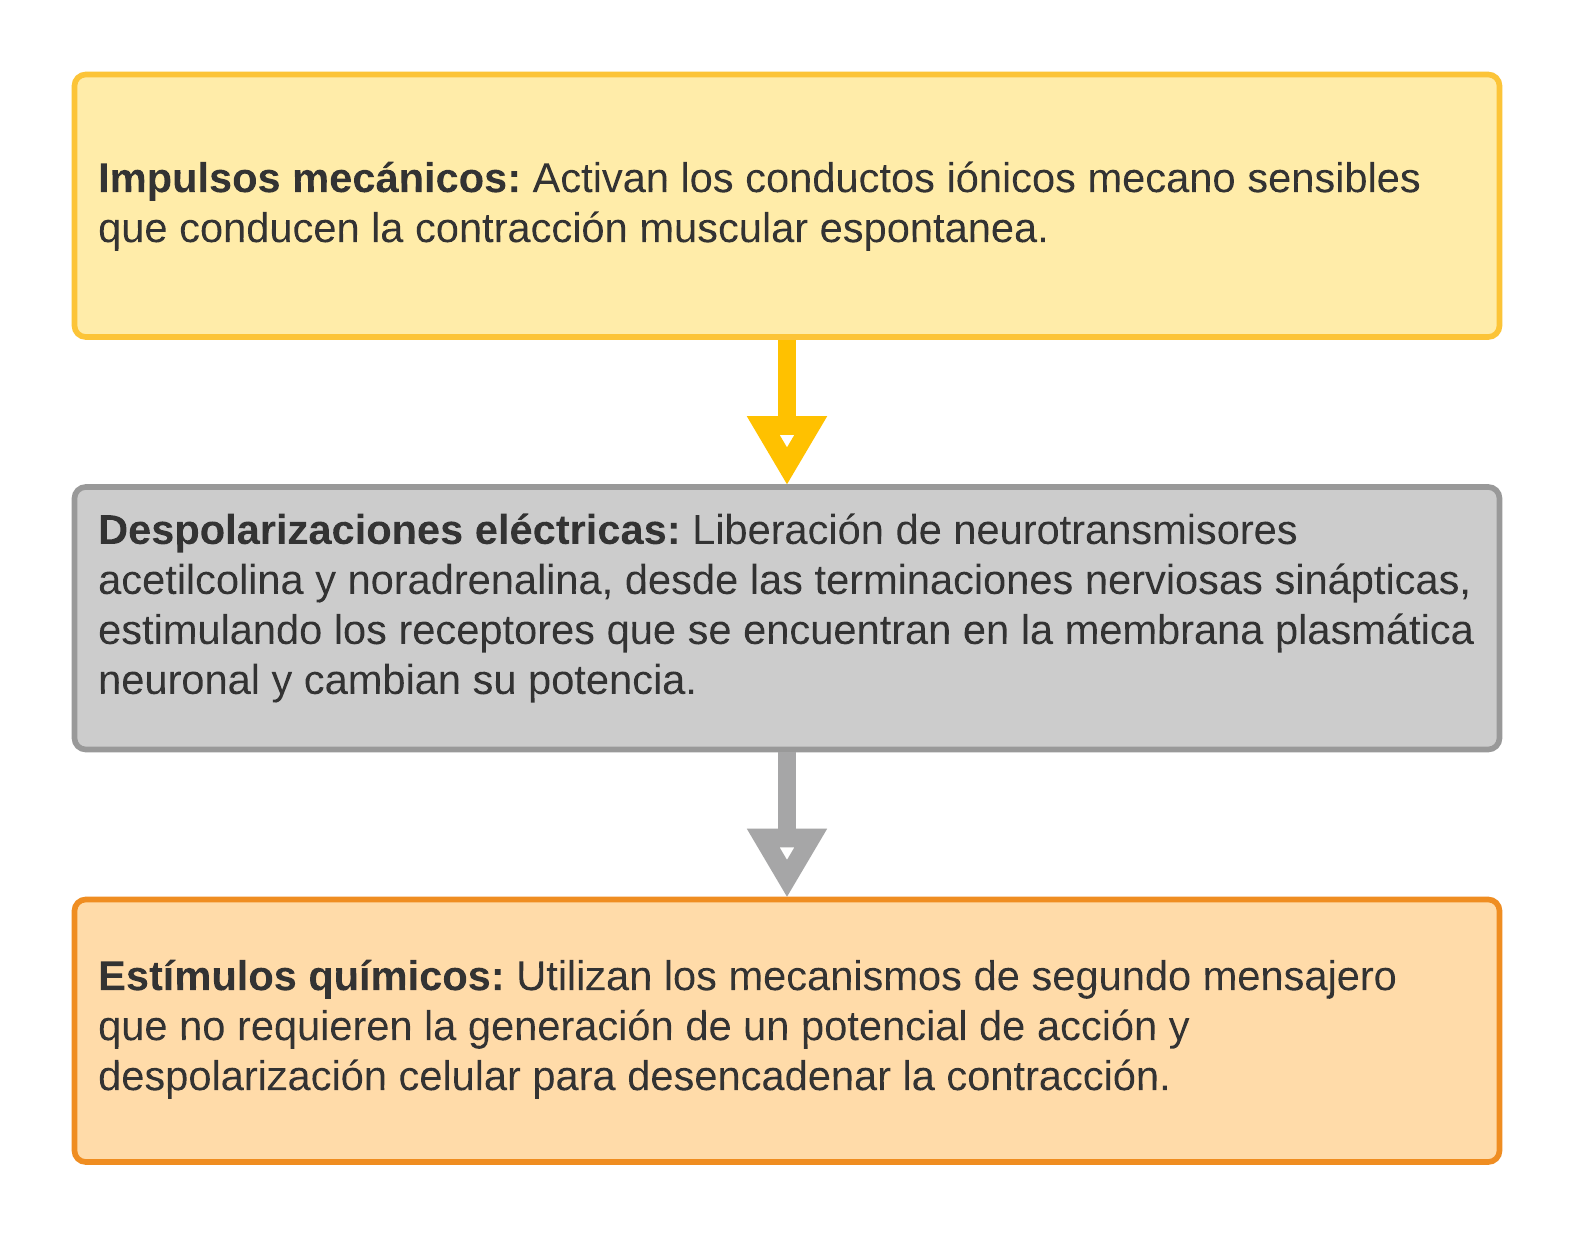 Impulsos mecánicos: Activan los conductos iónicos mecano sensibles
que conducen la contracción muscular espontanea.
Despolarizaciones eléctricas: Liberación de neurotransmisores
acetilcolina y noradrenalina, desde las terminaciones nerviosas sinápticas,
estimulando los receptores que se encuentran en la membrana plasmática
neuronal y cambian su potencia.
Estímulos químicos: Utilizan los mecanismos de segundo mensajero
que no requieren la generación de un potencial de acción y
despolarización celular para desencadenar la contracción.